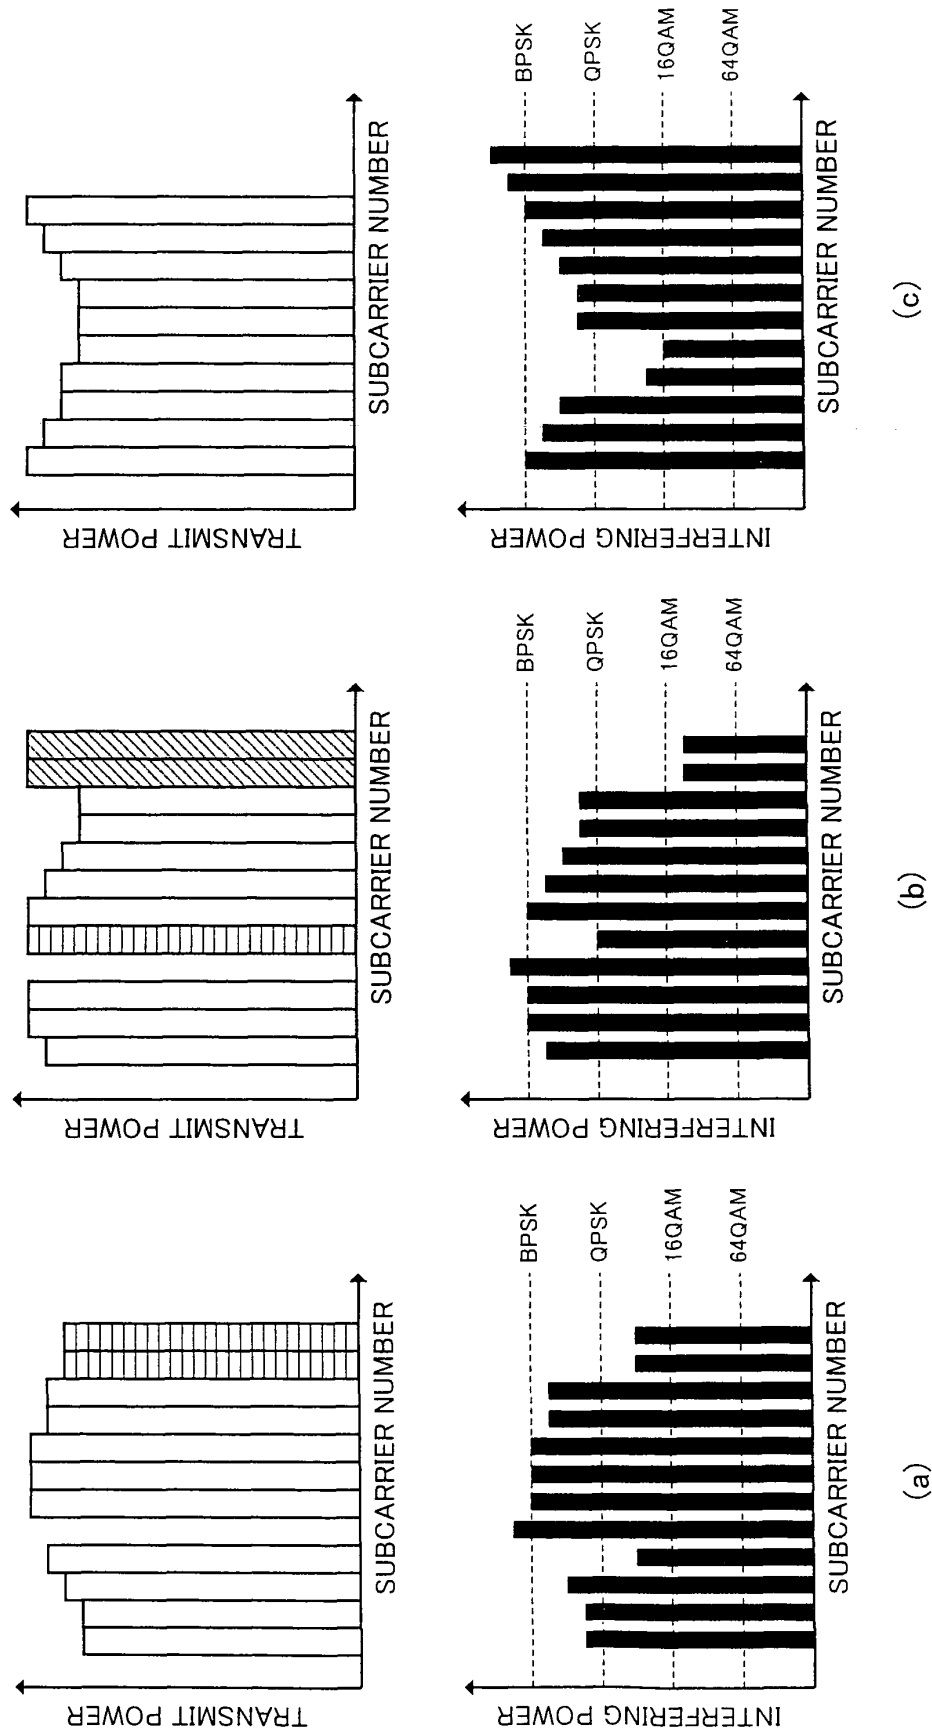 TRANSMIT POWER
SUBCARRIER NUMBER
INTERFERING POWER
BPSK
QPSK
16QAM
64QAM
SUBCARRIER NUMBER
(a)
TRANSMIT POWER
SUBCARRIER NUMBER
INTERFERING POWER
BPSK
QPSK
16QAM
64QAM
SUBCARRIER NUMBER
(b)
TRANSMIT POWER
SUBCARRIER NUMBER
INTERFERING POWER
BPSK
QPSK
16QAM
64QAM
SUBCARRIER NUMBER
(c)